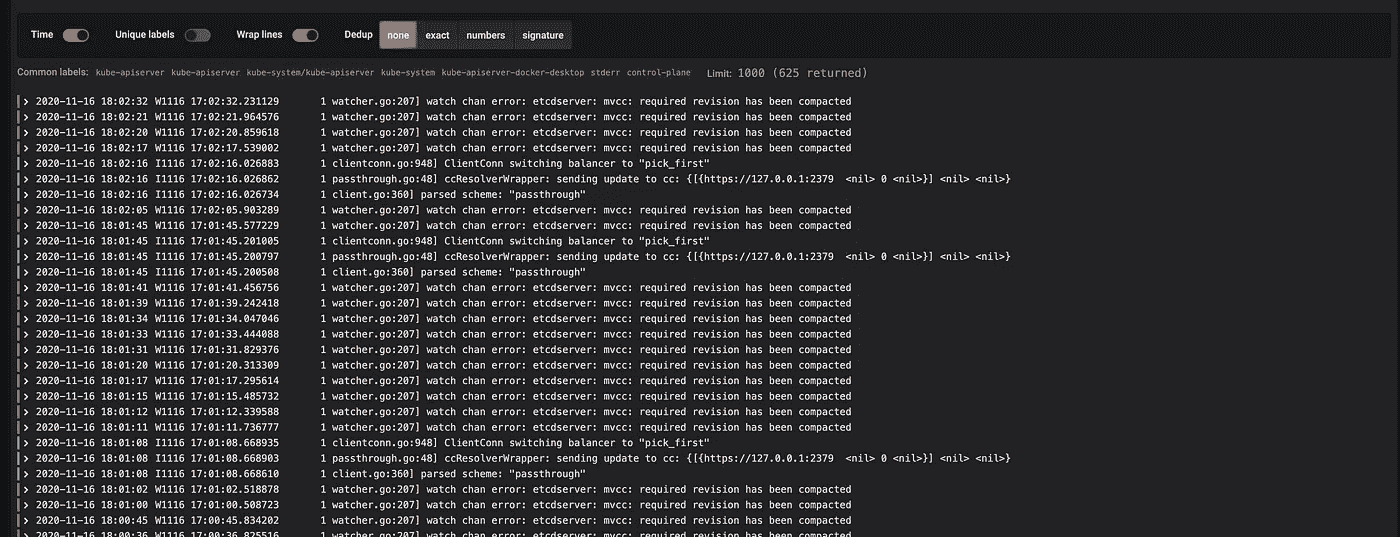 Time Unique labels Wrap lines Dedup none exact numbers signature
Common labels: kube-apiserver kube-apiserver kube-system/kube-apiserver kube-system kube-apiserver-docker-desktop stderr control-plane Limit: 1000 (625 returned)
> 2020-11-16 18:02:32 W1116 17:02:32.231129 1 watcher.go:207] watch chan error: etcdserver: mvcc: required revision has been compacted
> 2020-11-16 18:02:21 W1116 17:02:21.964576 1 watcher.go:207] watch chan error: etcdserver: mvcc: required revision has been compacted
> 2020-11-16 18:02:20 W1116 17:02:20.859618 1 watcher.go:207] watch chan error: etcdserver: mvcc: required revision has been compacted
> 2020-11-16 18:02:17 W1116 17:02:17.539002 1 watcher.go:207] watch chan error: etcdserver: mvcc: required revision has been compacted
> 2020-11-16 18:02:16 I1116 17:02:16.026883 1 clientconn.go:948] ClientConn switching balancer to "pick_first"
> 2020-11-16 18:02:16 I1116 17:02:16.026862 1 passthrough.go:48] ccResolverWrapper: sending update to cc: {[{https://127.0.0.1:2379 <nil> 0 <nil>}] <nil> <nil>}
> 2020-11-16 18:02:16 I1116 17:02:16.026734 1 client.go:360] parsed scheme: "passthrough"
> 2020-11-16 18:02:05 W1116 17:02:05.903289 1 watcher.go:207] watch chan error: etcdserver: mvcc: required revision has been compacted
> 2020-11-16 18:01:45 W1116 17:01:45.577229 1 watcher.go:207] watch chan error: etcdserver: mvcc: required revision has been compacted
> 2020-11-16 18:01:45 I1116 17:01:45.201005 1 clientconn.go:948] ClientConn switching balancer to "pick_first"
> 2020-11-16 18:01:45 I1116 17:01:45.200797 1 passthrough.go:48] ccResolverWrapper: sending update to cc: {[{https://127.0.0.1:2379 <nil> 0 <nil>}] <nil> <nil>}
> 2020-11-16 18:01:45 I1116 17:01:45.200508 1 client.go:360] parsed scheme: "passthrough"
> 2020-11-16 18:01:41 W1116 17:01:41.456756 1 watcher.go:207] watch chan error: etcdserver: mvcc: required revision has been compacted
> 2020-11-16 18:01:39 W1116 17:01:39.242418 1 watcher.go:207] watch chan error: etcdserver: mvcc: required revision has been compacted
> 2020-11-16 18:01:34 W1116 17:01:34.047046 1 watcher.go:207] watch chan error: etcdserver: mvcc: required revision has been compacted
> 2020-11-16 18:01:33 W1116 17:01:33.444088 1 watcher.go:207] watch chan error: etcdserver: mvcc: required revision has been compacted
> 2020-11-16 18:01:31 W1116 17:01:31.829376 1 watcher.go:207] watch chan error: etcdserver: mvcc: required revision has been compacted
> 2020-11-16 18:01:20 W1116 17:01:20.313309 1 watcher.go:207] watch chan error: etcdserver: mvcc: required revision has been compacted
> 2020-11-16 18:01:17 W1116 17:01:17.295614 1 watcher.go:207] watch chan error: etcdserver: mvcc: required revision has been compacted
> 2020-11-16 18:01:15 W1116 17:01:15.485732 1 watcher.go:207] watch chan error: etcdserver: mvcc: required revision has been compacted
> 2020-11-16 18:01:12 W1116 17:01:12.339588 1 watcher.go:207] watch chan error: etcdserver: mvcc: required revision has been compacted
> 2020-11-16 18:01:11 W1116 17:01:11.736777 1 watcher.go:207] watch chan error: etcdserver: mvcc: required revision has been compacted
> 2020-11-16 18:01:08 I1116 17:01:08.668935 1 clientconn.go:948] ClientConn switching balancer to "pick_first"
> 2020-11-16 18:01:08 I1116 17:01:08.668903 1 passthrough.go:48] ccResolverWrapper: sending update to cc: {[{https://127.0.0.1:2379 <nil> 0 <nil>}] <nil> <nil>}
> 2020-11-16 18:01:08 I1116 17:01:08.668610 1 client.go:360] parsed scheme: "passthrough"
> 2020-11-16 18:01:02 W1116 17:01:02.518878 1 watcher.go:207] watch chan error: etcdserver: mvcc: required revision has been compacted
> 2020-11-16 18:01:00 W1116 17:01:00.508723 1 watcher.go:207] watch chan error: etcdserver: mvcc: required revision has been compacted
> 2020-11-16 18:00:45 W1116 17:00:45.834202 1 watcher.go:207] watch chan error: etcdserver: mvcc: required revision has been compacted
> 2020-11-16 18:00:36 W1116 17:00:36.825516 1 watcher.go:207] watch chan error: etcdserver: mvcc: required revision has been compacted